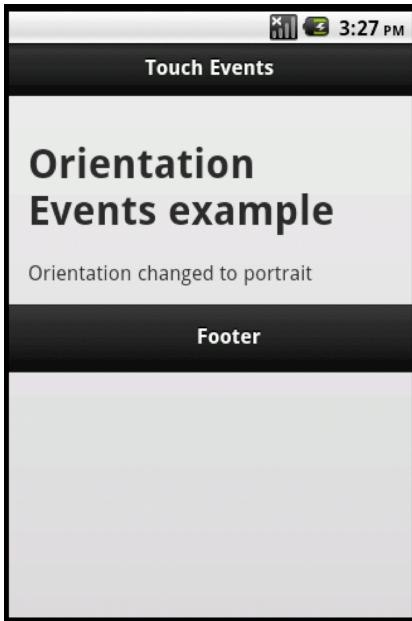 3:27 PM
Touch Events
Orientation
Events example
Orientation changed to portrait
Footer